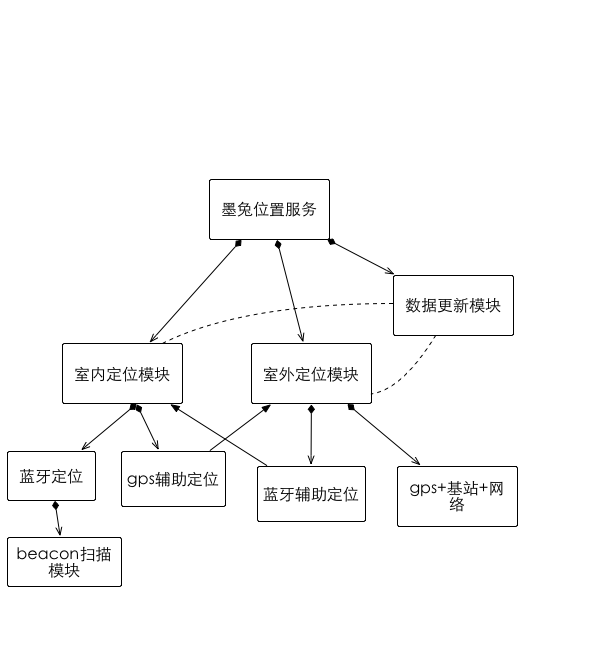 墨兔位置服务
数据更新模块
室内定位模块
室外定位模块
蓝牙定位
gps辅助定位
蓝牙辅助定位
gps+基站+网
络
beacon扫描
模块